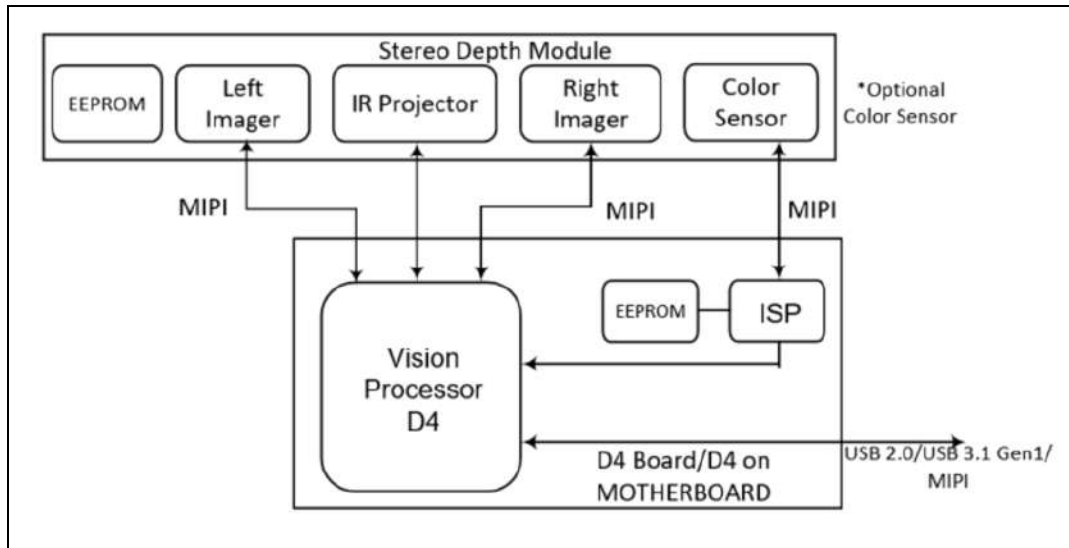 Stereo Depth Module
EEPROM
Left
Imager
IR Projector
Right
Imager
Color
Sensor
*Optional
Color Sensor
MIPI
MIPI
MIPI
EEPROM
ISP
Vision
Processor
D4
D4 Board/D4 on
MOTHERBOARD
USB 2.0/USB 3.1 Gen1/
MIPI